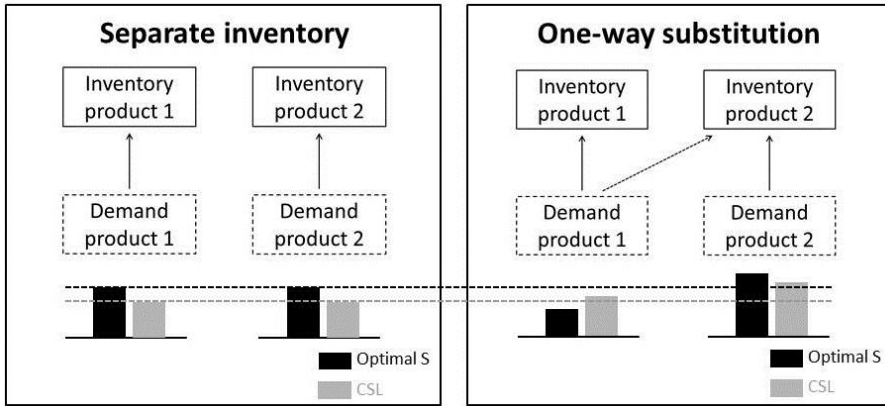 Separate inventory
Inventory
product 1
Inventory
product 2
Demand
product 1
Demand
product 2
Optimal S
CSL
One-way substitution
Inventory
product 1
Inventory
product 2
Demand
product 1
Demand
product 2
Optimal S
CSL